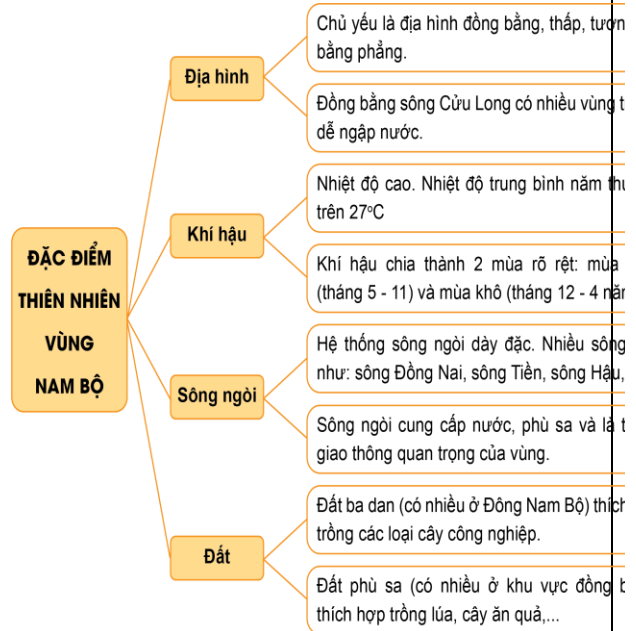 ĐẶC ĐIỂM
THIÊN NHIÊN
VÙNG
NAM BỘ
Địa hình
Chủ yếu là địa hình đồng bằng, thấp, tương
bằng phẳng.
Đồng bằng sông Cửu Long có nhiều vùng
dễ ngập nước.
Khí hậu
Nhiệt độ cao. Nhiệt độ trung bình năm
trên 27°C
Khí hậu chia thành 2 mùa rõ rệt: mùa
(tháng 5 - 11) và mùa khô (tháng 12 - 4 năm
Sông ngòi
Hệ thống sông ngòi dày đặc. Nhiều sông
như: sông Đồng Nai, sông Tiền, sông Hậu,
Sông ngòi cung cấp nước, phù sa và là
giao thông quan trọng của vùng.
Đất
Đất ba dan (có nhiều ở Đông Nam Bộ) thích
trồng các loại cây công nghiệp.
Đất phù sa (có nhiều ở khu vực đồng
thích hợp trồng lúa, cây ăn quả,...